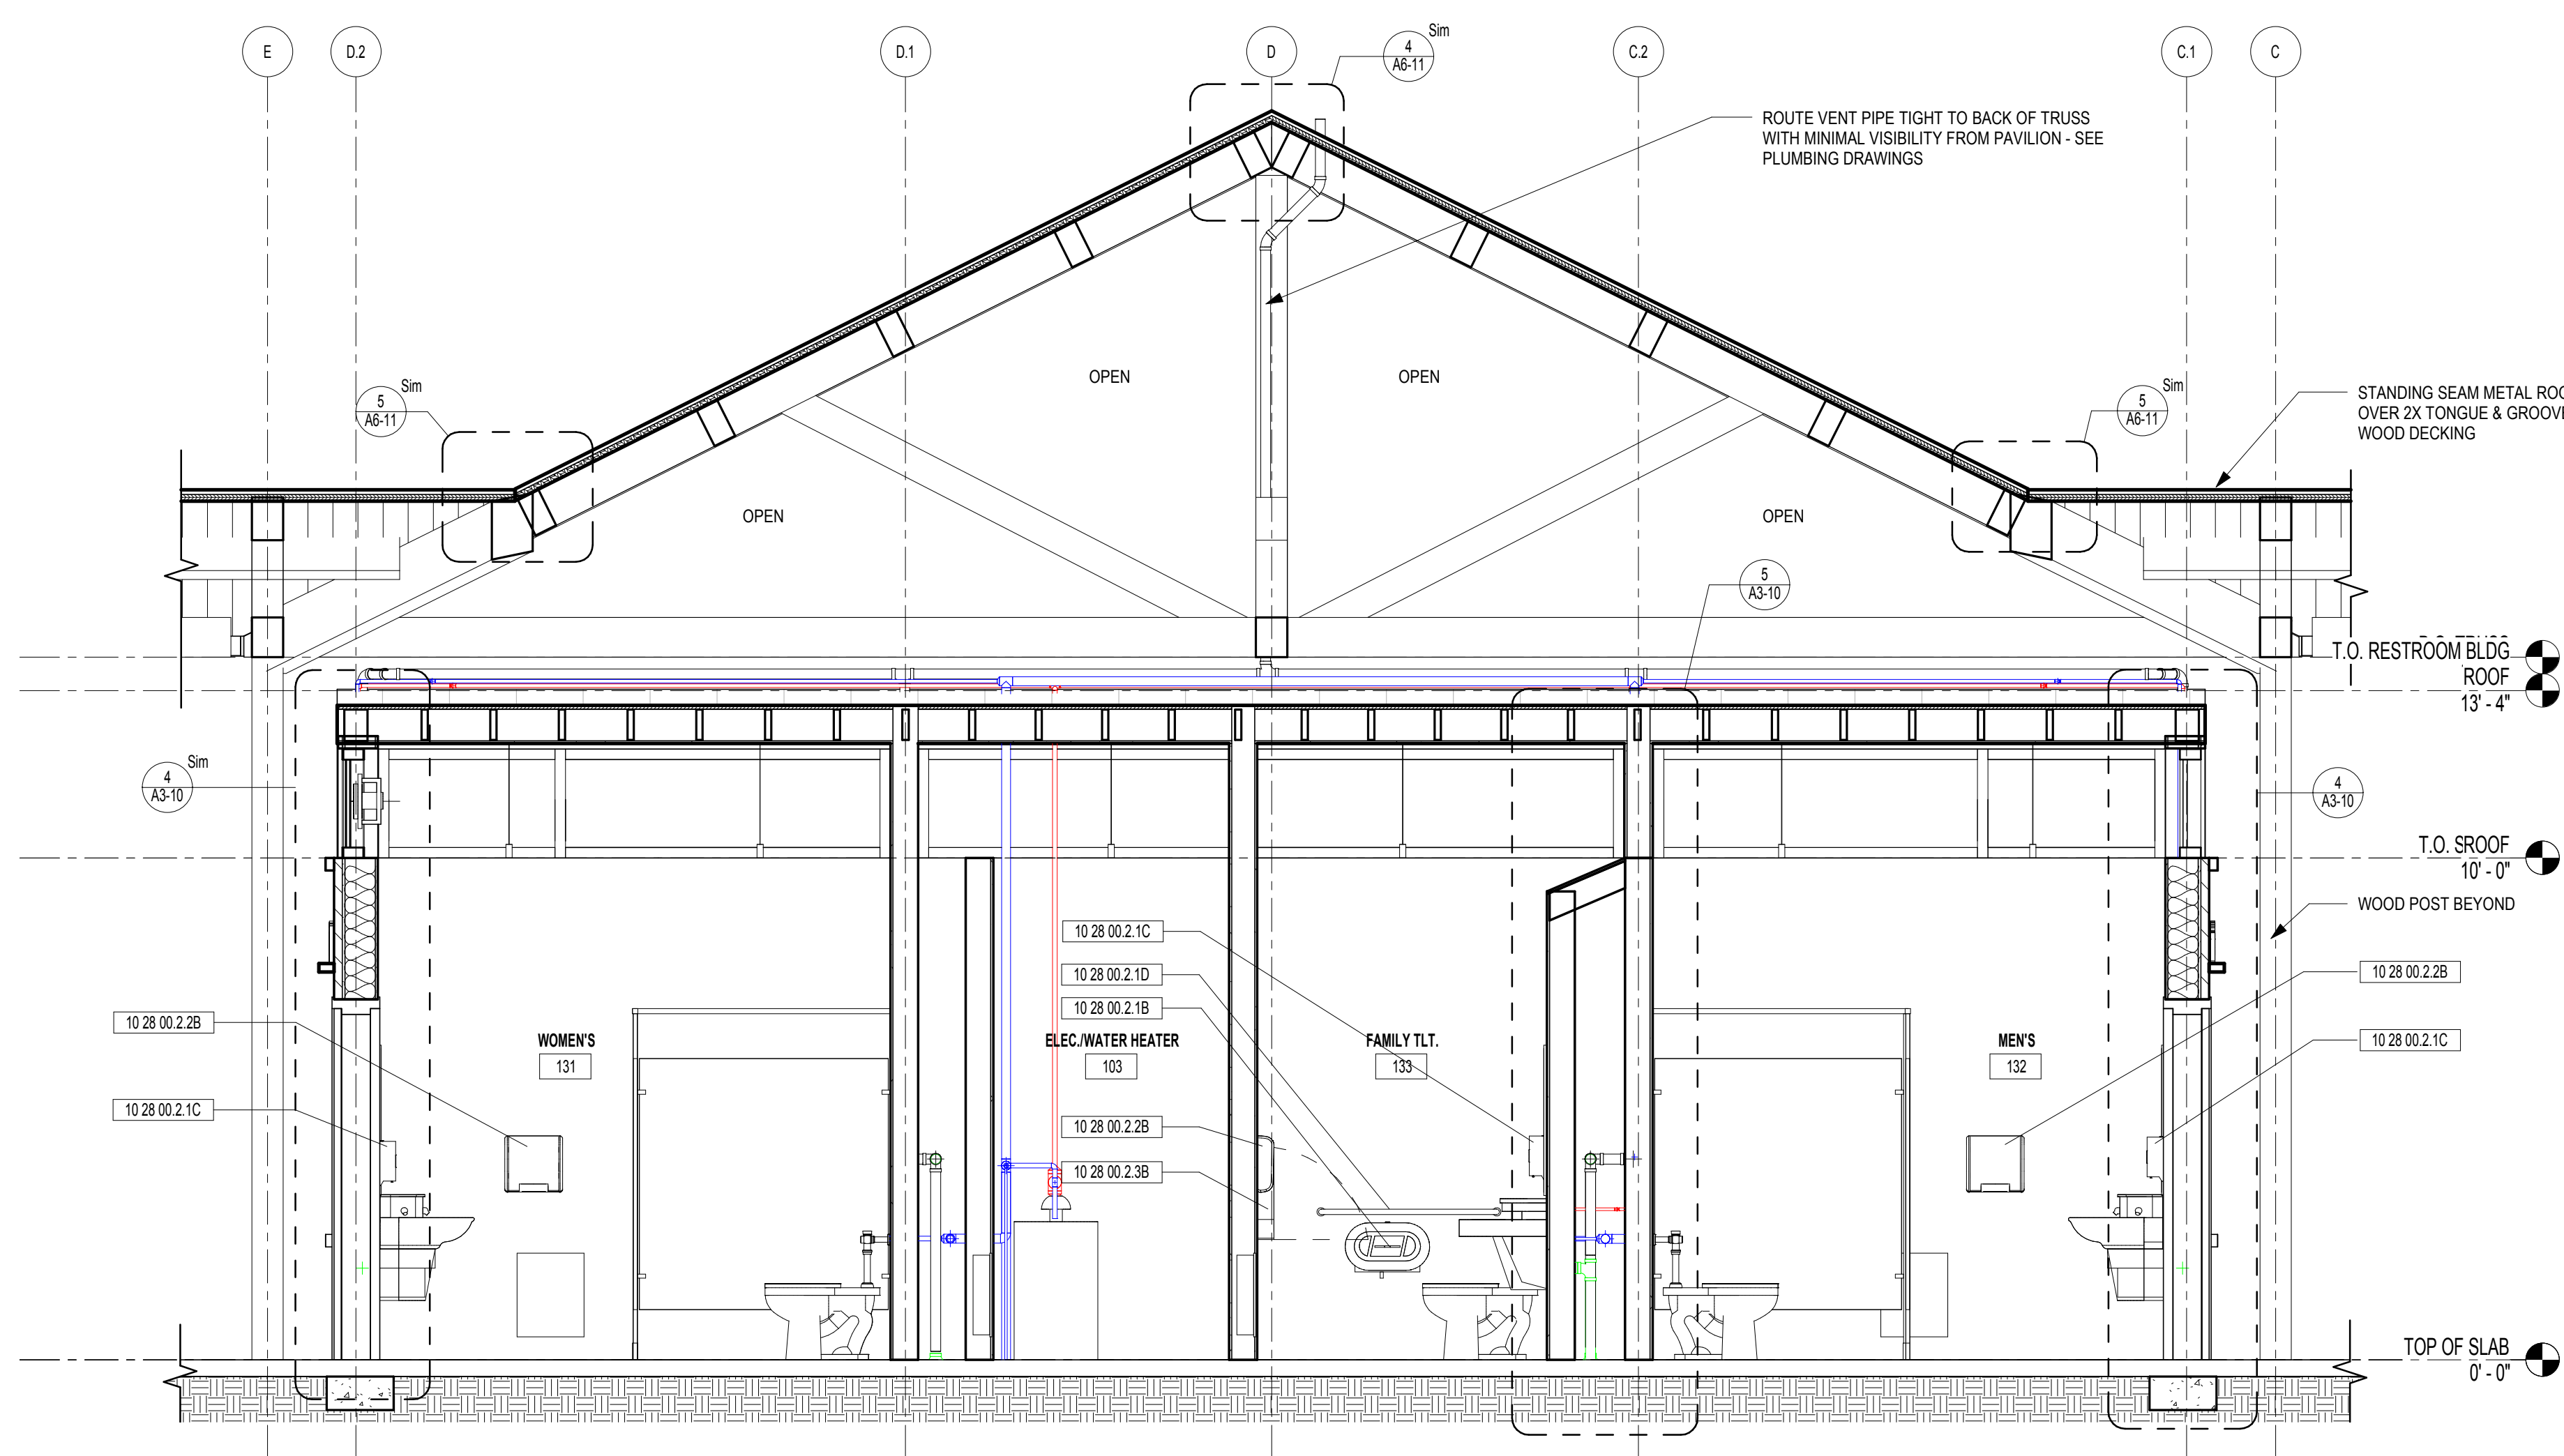 E
D.2
D.1
D
C.2
C.1
C
4
A6-11
Sim
ROUTE VENT PIPE TIGHT TO BACK OF TRUSS
WITH MINIMAL VISIBILITY FROM PAVILION - SEE
PLUMBING DRAWINGS
5
A6-11
Sim
OPEN
OPEN
5
A6-11
Sim
STANDING SEAM METAL
OVER 2X TONGUE &
WOOD DECKING
OPEN
OPEN
5
A3-10
T.O. RESTROOM BLDG
ROOF
13' - 4"
4
A3-10
Sim
4
A3-10
T.O. SROOF
10' - 0"
WOOD POST BEYOND
10 28 00.2.1C
10 28 00.2.1D
10 28 00.2.1B
10 28 00.2.2B
10 28 00.2.2B
WOMEN'S
131
ELEC./WATER HEATER
103
FAMILY TLT.
133
MEN'S
132
10 28 00.2.1C
10 28 00.2.1C
10 28 00.2.2B
10 28 00.2.3B
TOP OF SLAB
0' - 0"